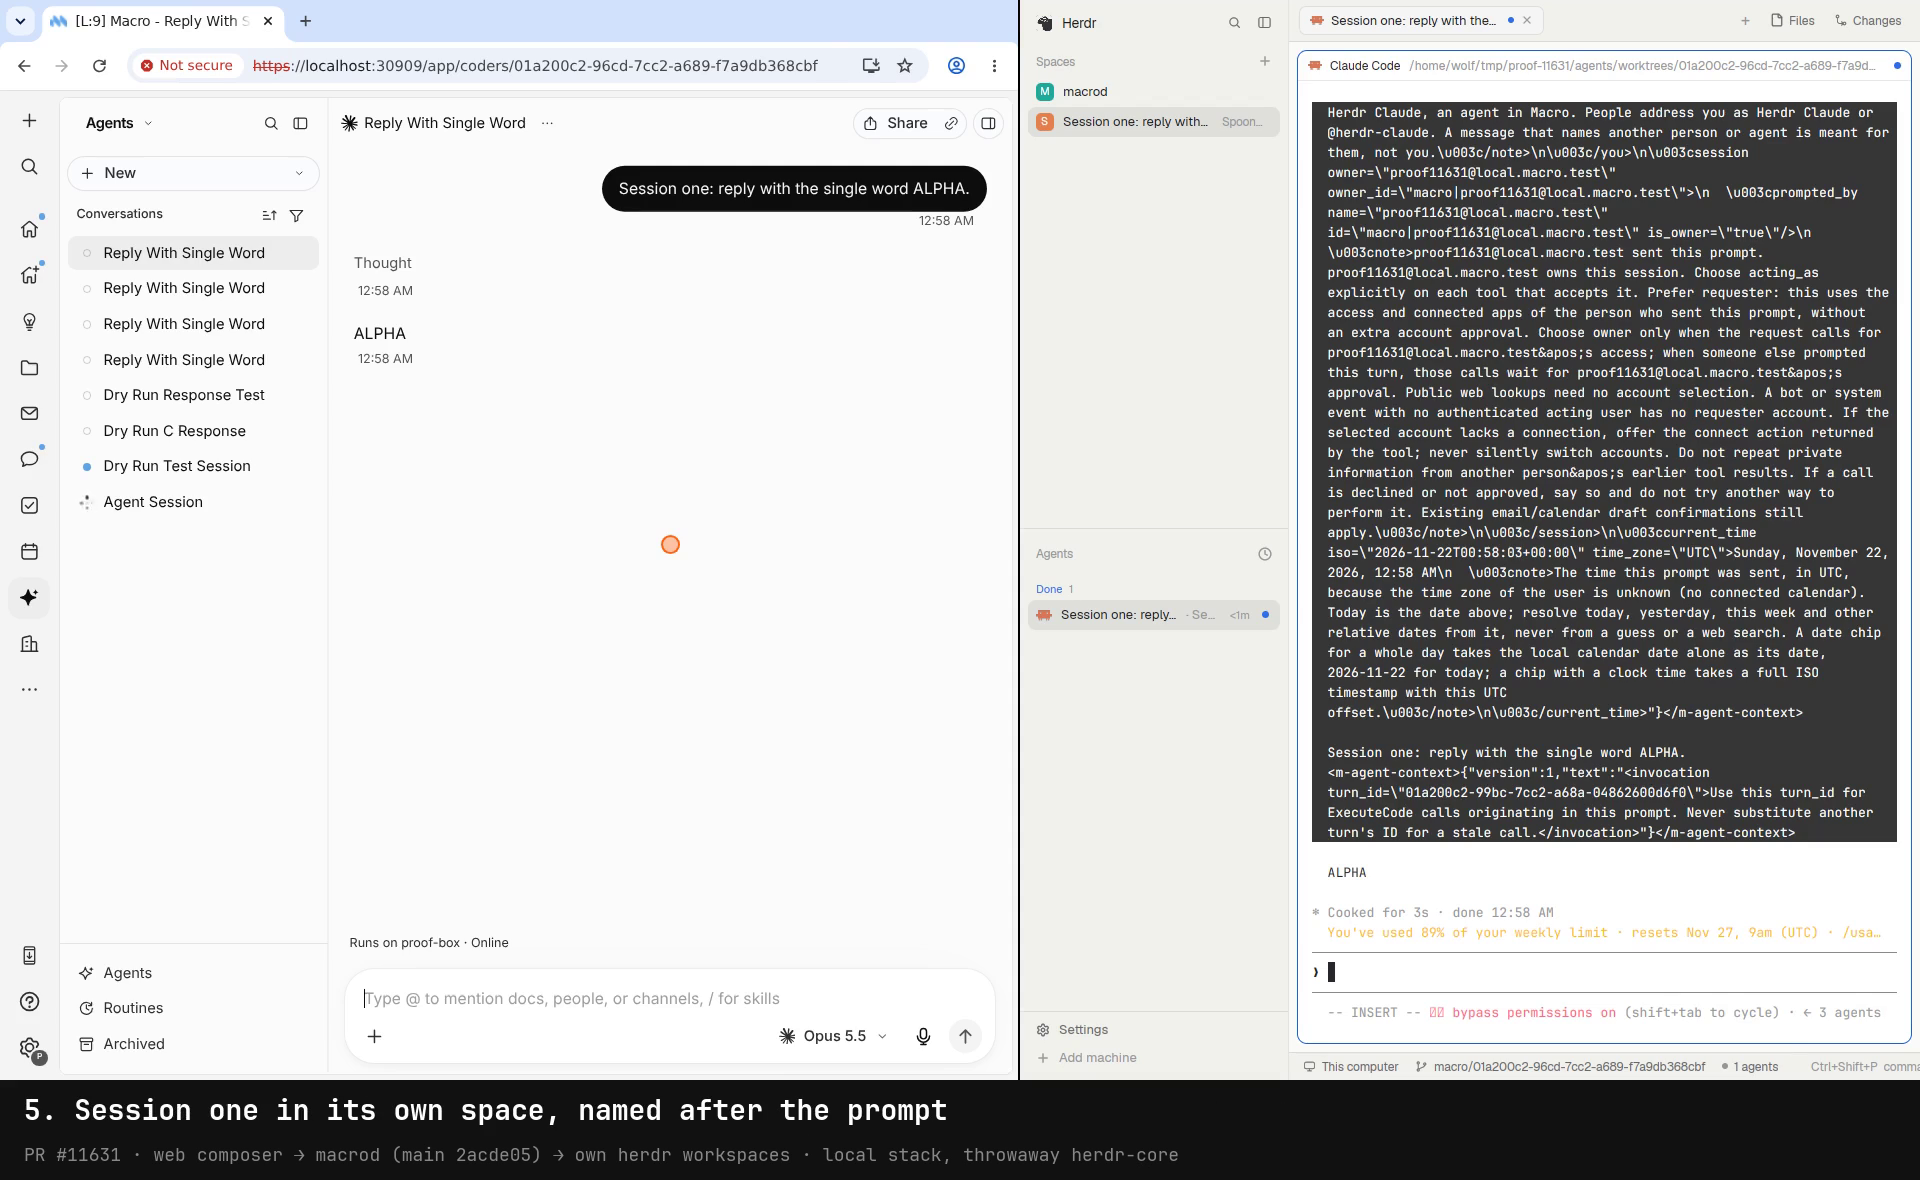 [L:9] Macro - Reply With S
Not secure
https://localhost:30909/app/coders/01a200c2-96cd-7cc2-a689-f7a9db368cbf
Agents
New
Conversations
Reply With Single Word
Reply With Single Word
Reply With Single Word
Reply With Single Word
Dry Run Response Test
Dry Run C Response
Dry Run Test Session
Agent Session
Agents
Routines
Archived
P
Reply With Single Word
Share
Session one: reply with the single word ALPHA.
12:58 AM
Thought
12:58 AM
ALPHA
12:58 AM
Runs on proof-box · Online
Type @ to mention docs, people, or channels, / for skills
Opus 5.5
Herdr
Spaces
M macrod
S Session one: reply with... Spoon...
Agents
Done 1
Session one: reply... · Se... <1m
Settings
Add machine
Session one: reply with the...
Files
Changes
Claude Code /home/wolf/tmp/proof-11631/agents/worktrees/01a200c2-96cd-7cc2-a689-f7a9d...
Herdr Claude, an agent in Macro. People address you as Herdr Claude or
@herdr-claude. A message that names another person or agent is meant for
them, not you.\u003c/note>\n\u003c/you>\n\u003csession
owner=\"proof11631@local.macro.test\"
owner_id=\"macro|proof11631@local.macro.test\">\n  \u003cprompted_by
name=\"proof11631@local.macro.test\"
id=\"macro|proof11631@local.macro.test\" is_owner=\"true\"/>\n
\u003cnote>proof11631@local.macro.test sent this prompt.
proof11631@local.macro.test owns this session. Choose acting_as
explicitly on each tool that accepts it. Prefer requester: this uses the
access and connected apps of the person who sent this prompt, without
an extra account approval. Choose owner only when the request calls for
proof11631@local.macro.test&apos;s access; when someone else prompted
this turn, those calls wait for proof11631@local.macro.test&apos;s
approval. Public web lookups need no account selection. A bot or system
event with no authenticated acting user has no requester account. If the
selected account lacks a connection, offer the connect action returned
by the tool; never silently switch accounts. Do not repeat private
information from another person&apos;s earlier tool results. If a call
is declined or not approved, say so and do not try another way to
perform it. Existing email/calendar draft confirmations still
apply.\u003c/note>\n\u003c/session>\n\u003ccurrent_time
iso=\"2026-11-22T00:58:03+00:00\" time_zone=\"UTC\">Sunday, November 22,
2026, 12:58 AM\n  \u003cnote>The time this prompt was sent, in UTC,
because the time zone of the user is unknown (no connected calendar).
Today is the date above; resolve today, yesterday, this week and other
relative dates from it, never from a guess or a web search. A date chip
for a whole day takes the local calendar date alone as its date,
2026-11-22 for today; a chip with a clock time takes a full ISO
timestamp with this UTC
offset.\u003c/note>\n\u003c/current_time>"}</m-agent-context>
Session one: reply with the single word ALPHA.
<m-agent-context>{"version":1,"text":"<invocation
turn_id=\"01a200c2-99bc-7cc2-a68a-04862600d6f0\">Use this turn_id for
ExecuteCode calls originating in this prompt. Never substitute another
turn's ID for a stale call.</invocation>"}</m-agent-context>
ALPHA
* Cooked for 3s · done 12:58 AM
You've used 89% of your weekly limit · resets Nov 27, 9am (UTC) · /usa…
-- INSERT -- bypass permissions on (shift+tab to cycle) · ← 3 agents
This computer
macro/01a200c2-96cd-7cc2-a689-f7a9db368cbf
1 agents
Ctrl+Shift+P comma
5. Session one in its own space, named after the prompt
PR #11631 · web composer → macrod (main 2acde05) → own herdr workspaces · local stack, throwaway herdr-core